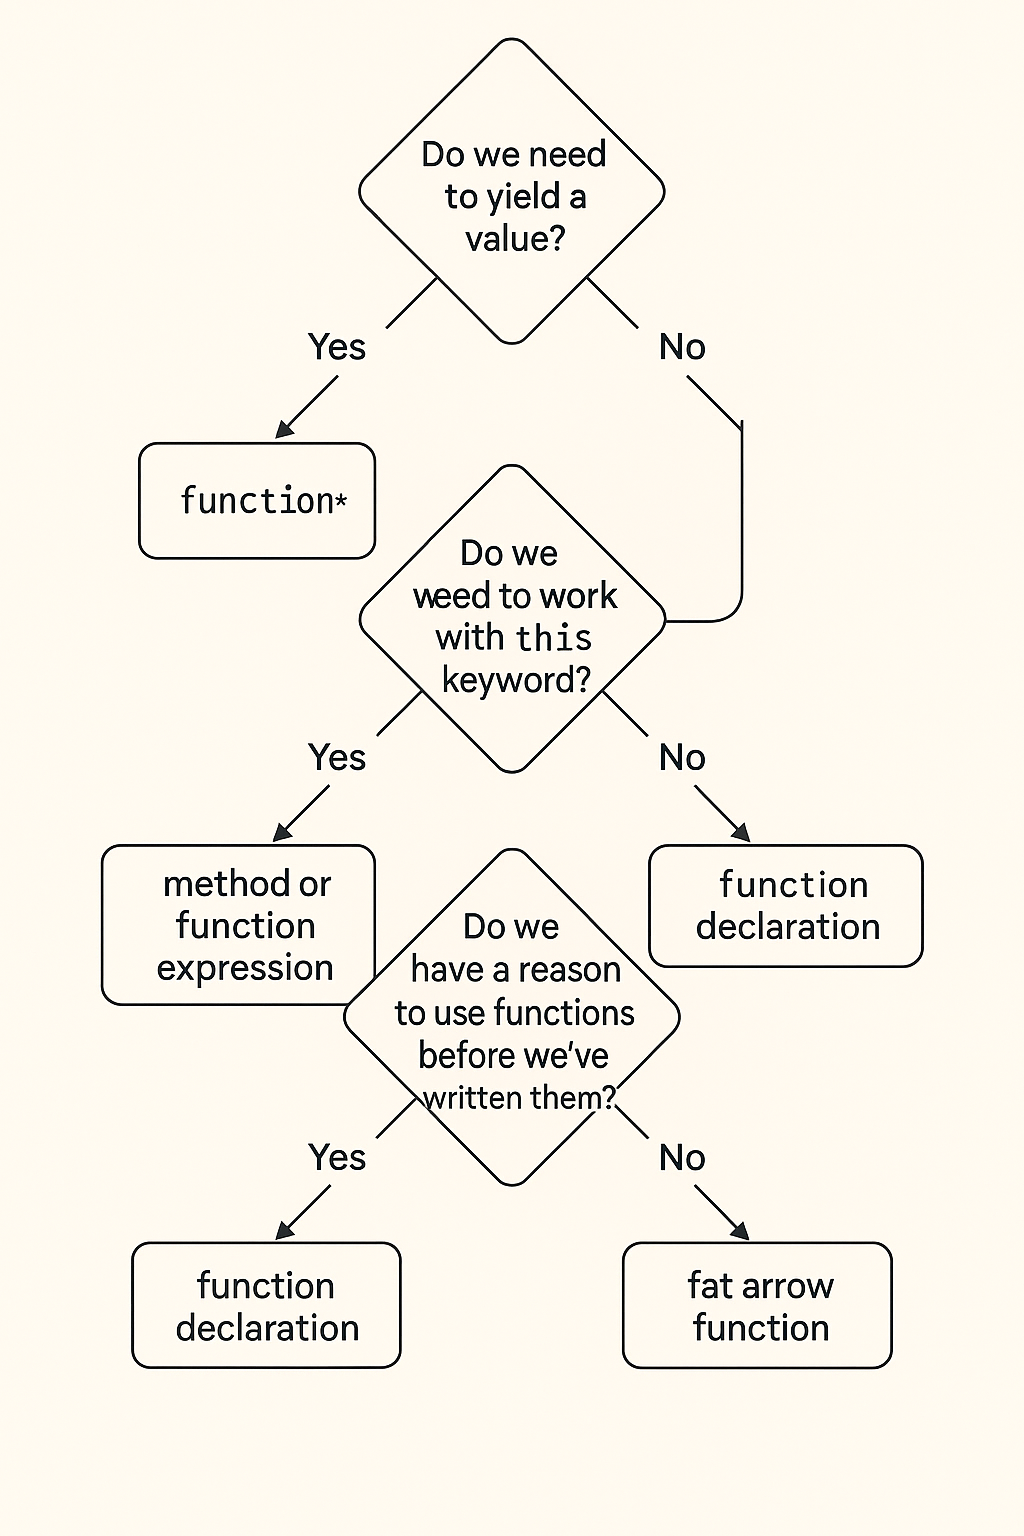 Do we need
to yield a
value?
Yes
No
function*
Do we
weed to work
with this
keyword?
Yes
No
method or
function
expression
function
declaration
Do we
have a reason
to use functions
before we've
written them?
Yes
No
function
declaration
fat arrow
function